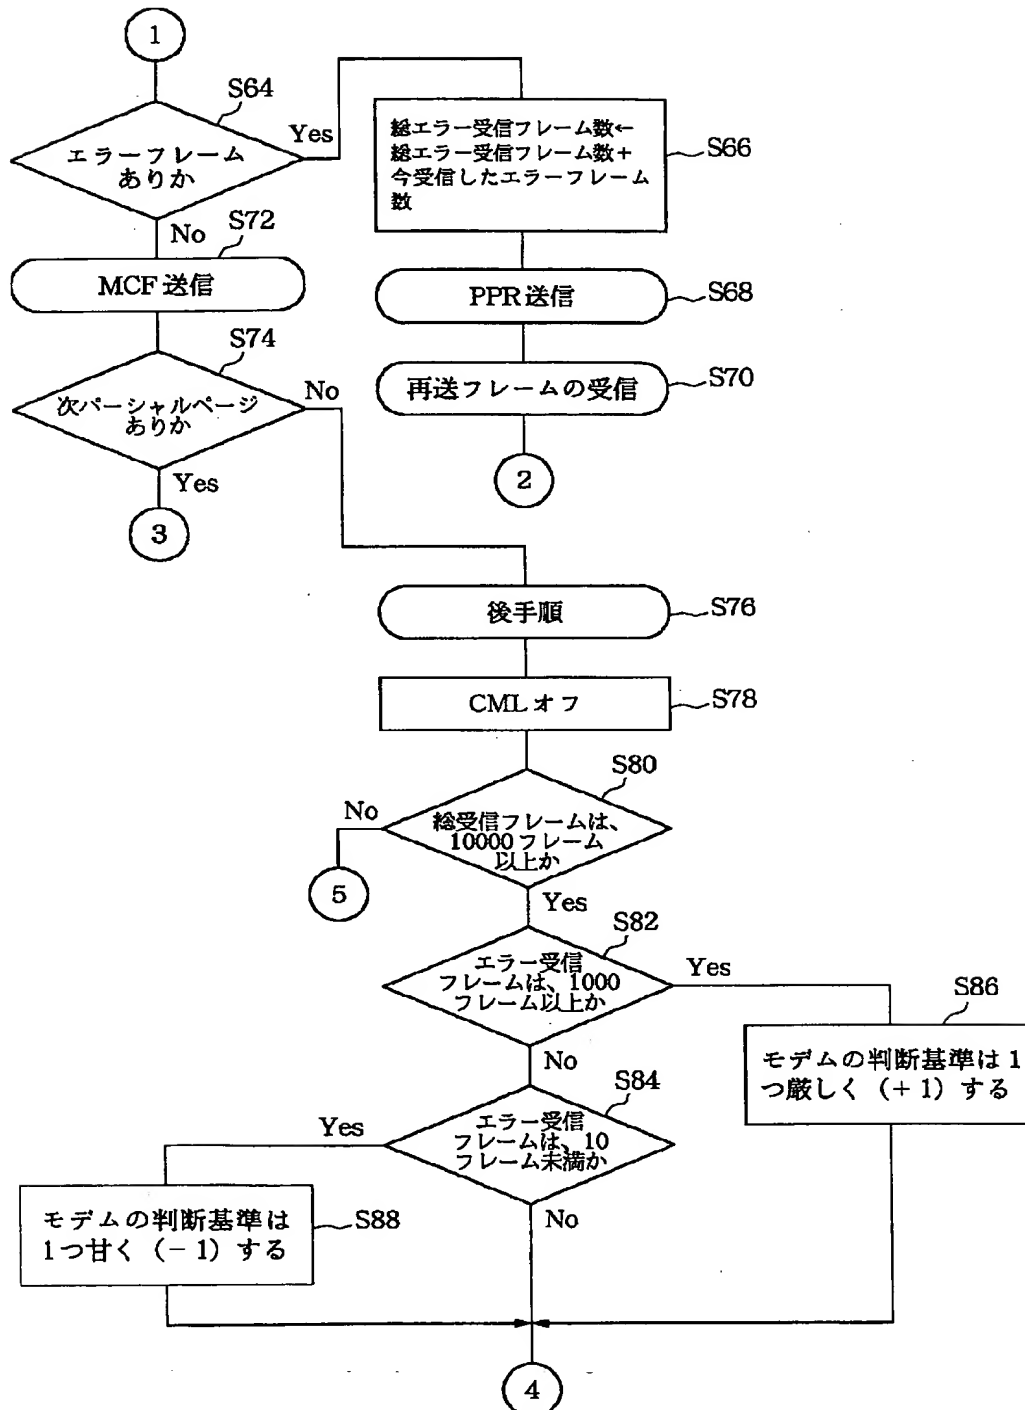 1
S64
エラーフレーム
ありか
Yes
No
総エラー受信フレーム数←
総エラー受信フレーム数+
今受信したエラーフレーム
数
S66
S72
MCF送信
PPR送信
S68
S74
次パーシャルページ
ありか
No
Yes
再送フレームの受信
S70
2
3
後手順
S76
CMLオフ
S78
S80
総受信フレームは、
10000フレーム
以上か
No
5
Yes
S82
エラー受信
フレームは、1000
フレーム以上か
Yes
No
S86
モデムの判断基準は1
つ厳しく(+1)する
S84
エラー受信
フレームは、10
フレーム未満か
Yes
No
モデムの判断基準は
1つ甘く(-1)する
S88
4